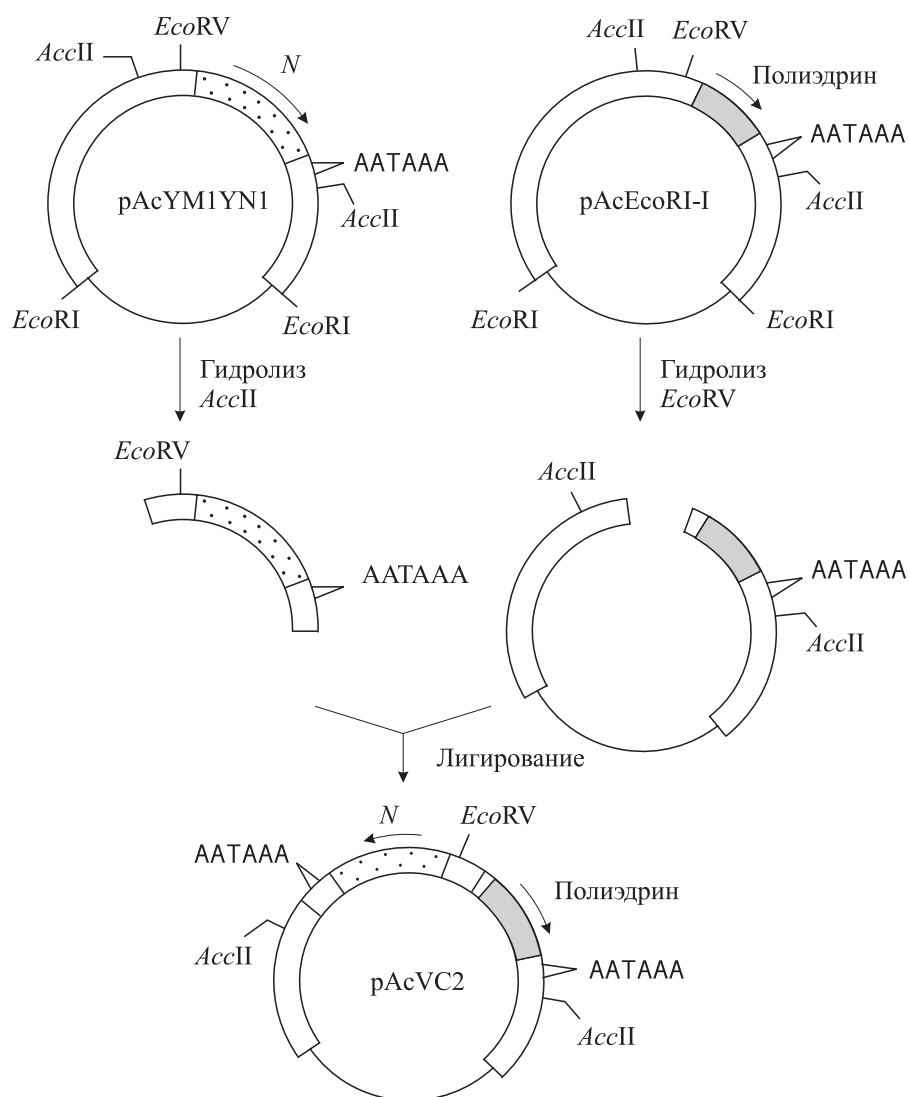 EcoRV
AccII
N
AATAAA
pAcYM1YN1
AccII
EcoRI
EcoRI
Гидролиз
AccII
AccII
EcoRV
Полиэдрин
AATAAA
pAcEcoRI-I
AccII
EcoRI
EcoRI
Гидролиз
EcoRV
EcoRV
AATAAA
AccII
AATAAA
AccII
Лигирование
N
EcoRV
AATAAA
Полиэдрин
AccII
AATAAA
pAcVC2
AccII